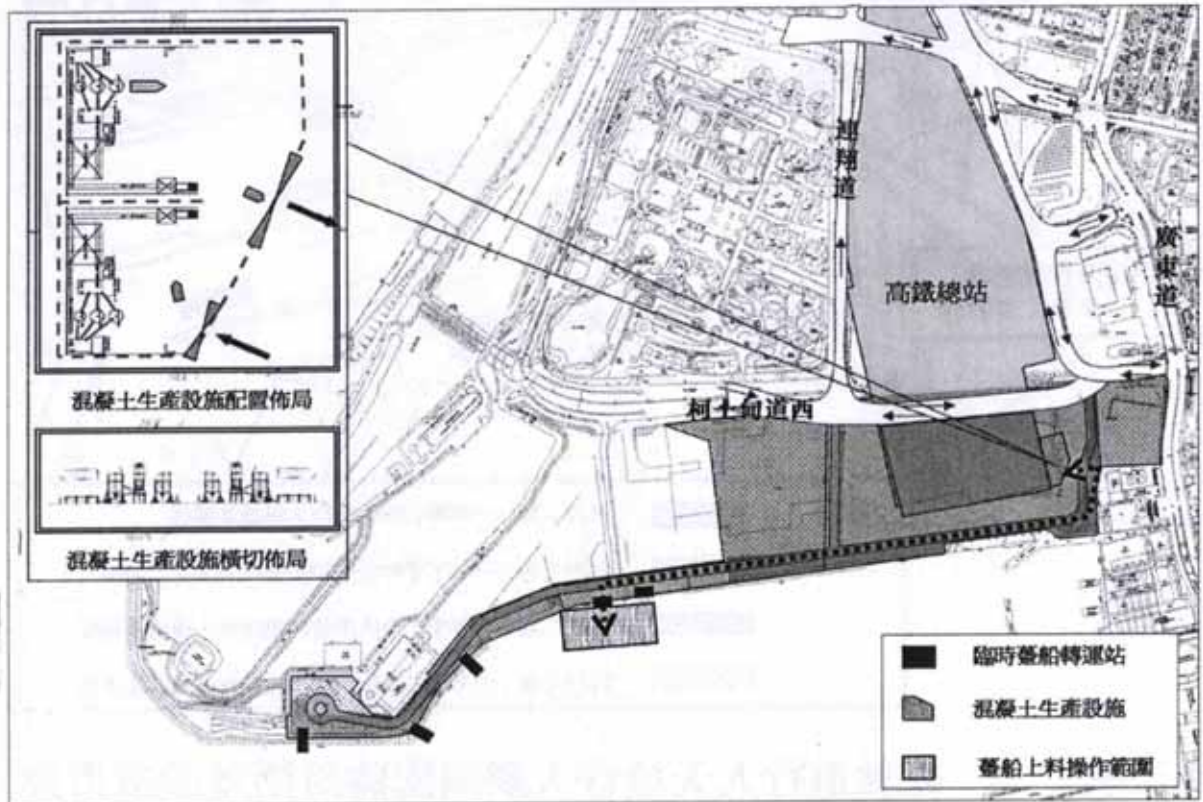 混凝土生產設施配置佈局
混凝土生產設施橫切佈局
連翔道
高鐵總站
廣東道
柯士甸道西
臨時躉船轉運站
混凝土生產設施
躉船上料操作範圍